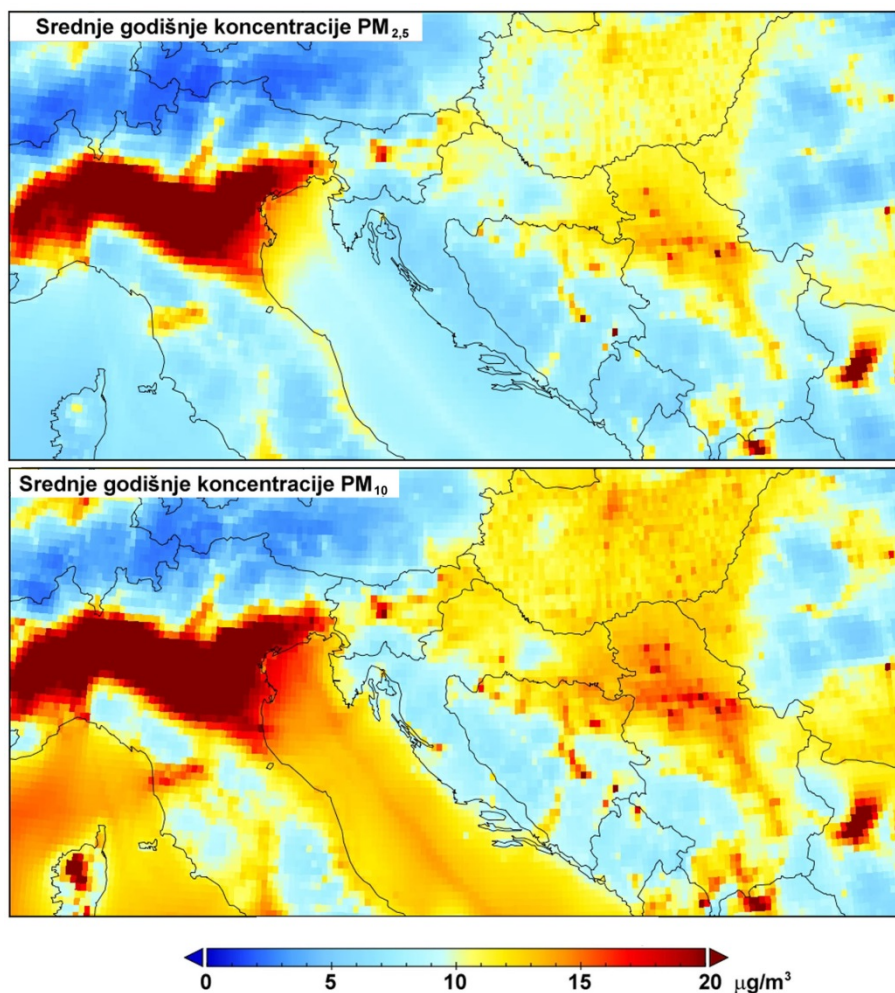 Srednje godišnje koncentracije PM2,5
Srednje godišnje koncentracije PM10
0 5 10 15 20 µg/m³